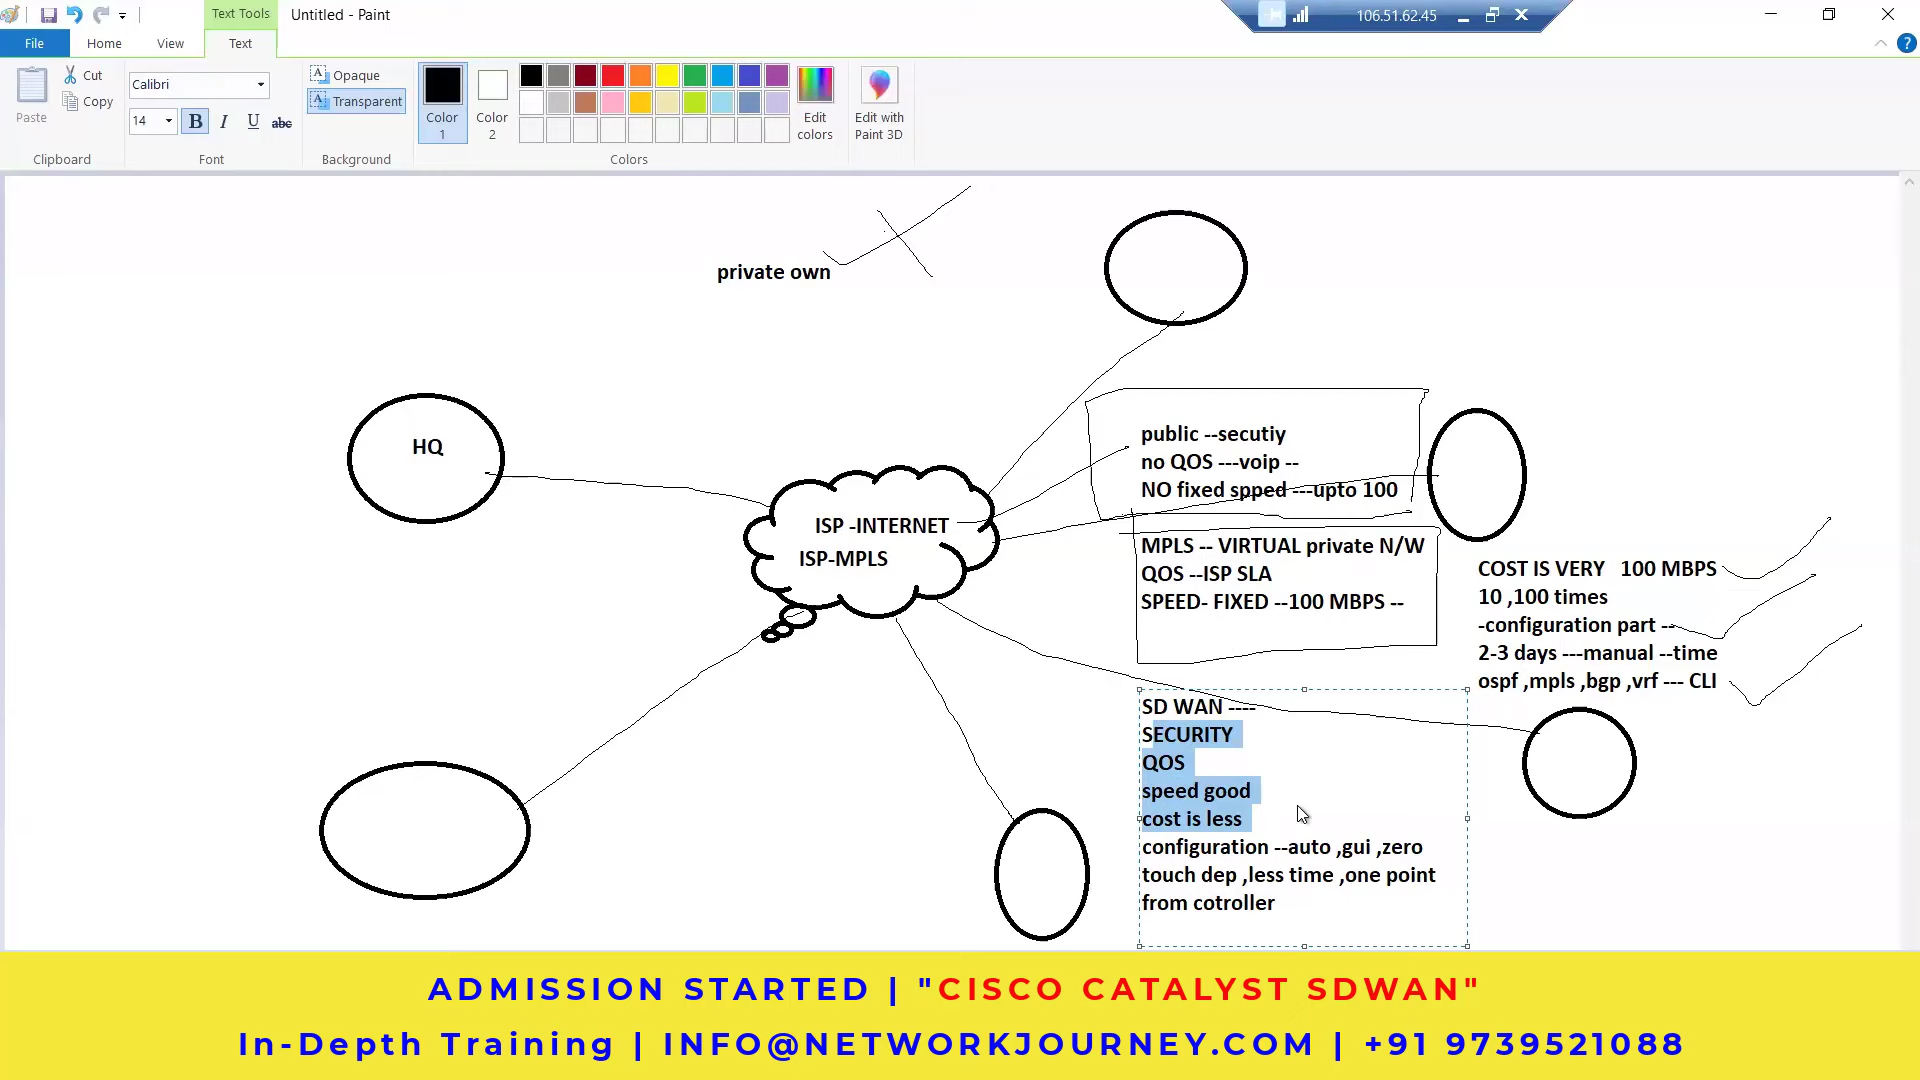 Text Tools
Untitled - Paint
106.51.62.45
File
Home
View
Text
Paste
Cut
Copy
Clipboard
Calibri
14
B I U abc
Font
Opaque
Transparent
Background
Color 1
Color 2
Edit colors
Edit with Paint 3D
Colors
private own
HQ
ISP -INTERNET
ISP-MPLS
public --secutiy
no QOS ---voip --
NO fixed spped ---upto 100
MPLS -- VIRTUAL private N/W
QOS --ISP SLA
SPEED- FIXED --100 MBPS --
COST IS VERY 100 MBPS
10 ,100 times
-configuration part --
2-3 days ---manual --time
ospf ,mpls ,bgp ,vrf --- CLI
SD WAN ----
SECURITY
QOS
speed good
cost is less
configuration --auto ,gui ,zero
touch dep ,less time ,one point
from cotroller
ADMISSION STARTED | "CISCO CATALYST SDWAN"
In-Depth Training | INFO@NETWORKJOURNEY.COM | +91 9739521088